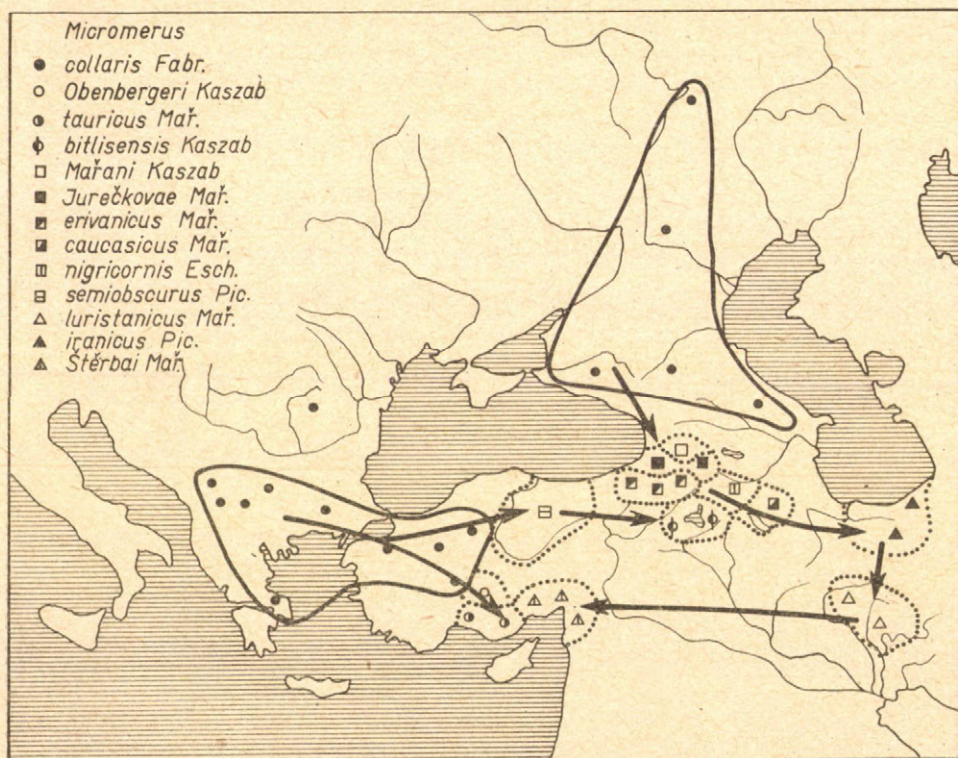 Micromerus
collaris Fabr.
Obenbergeri Kaszab
tauricus Mař.
bitlisensis Kaszab
Mařani Kaszab
Jurečkovae Mař.
erivanicus Mař.
caucasicus Mař.
nigricornis Esch.
semiobscurus Pic.
luristanicus Mař.
iranicus Pic.
Štěrbai Mař.